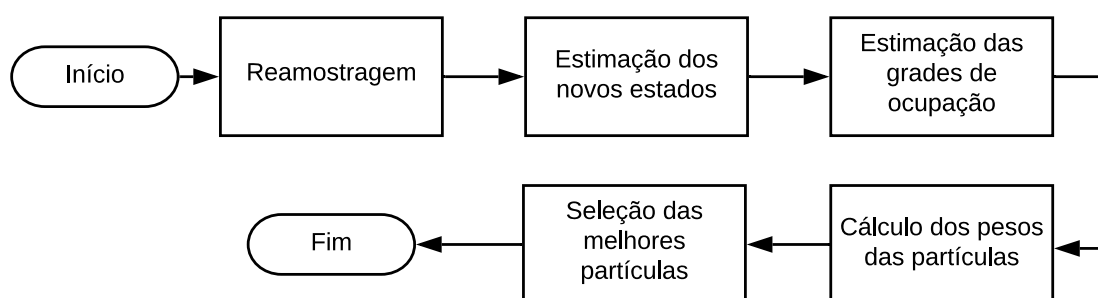 Início
Reamostragem
Estimação dos
novos estados
Estimação das
grades de
ocupação
Cálculo dos pesos
das partículas
Seleção das
melhores
partículas
Fim